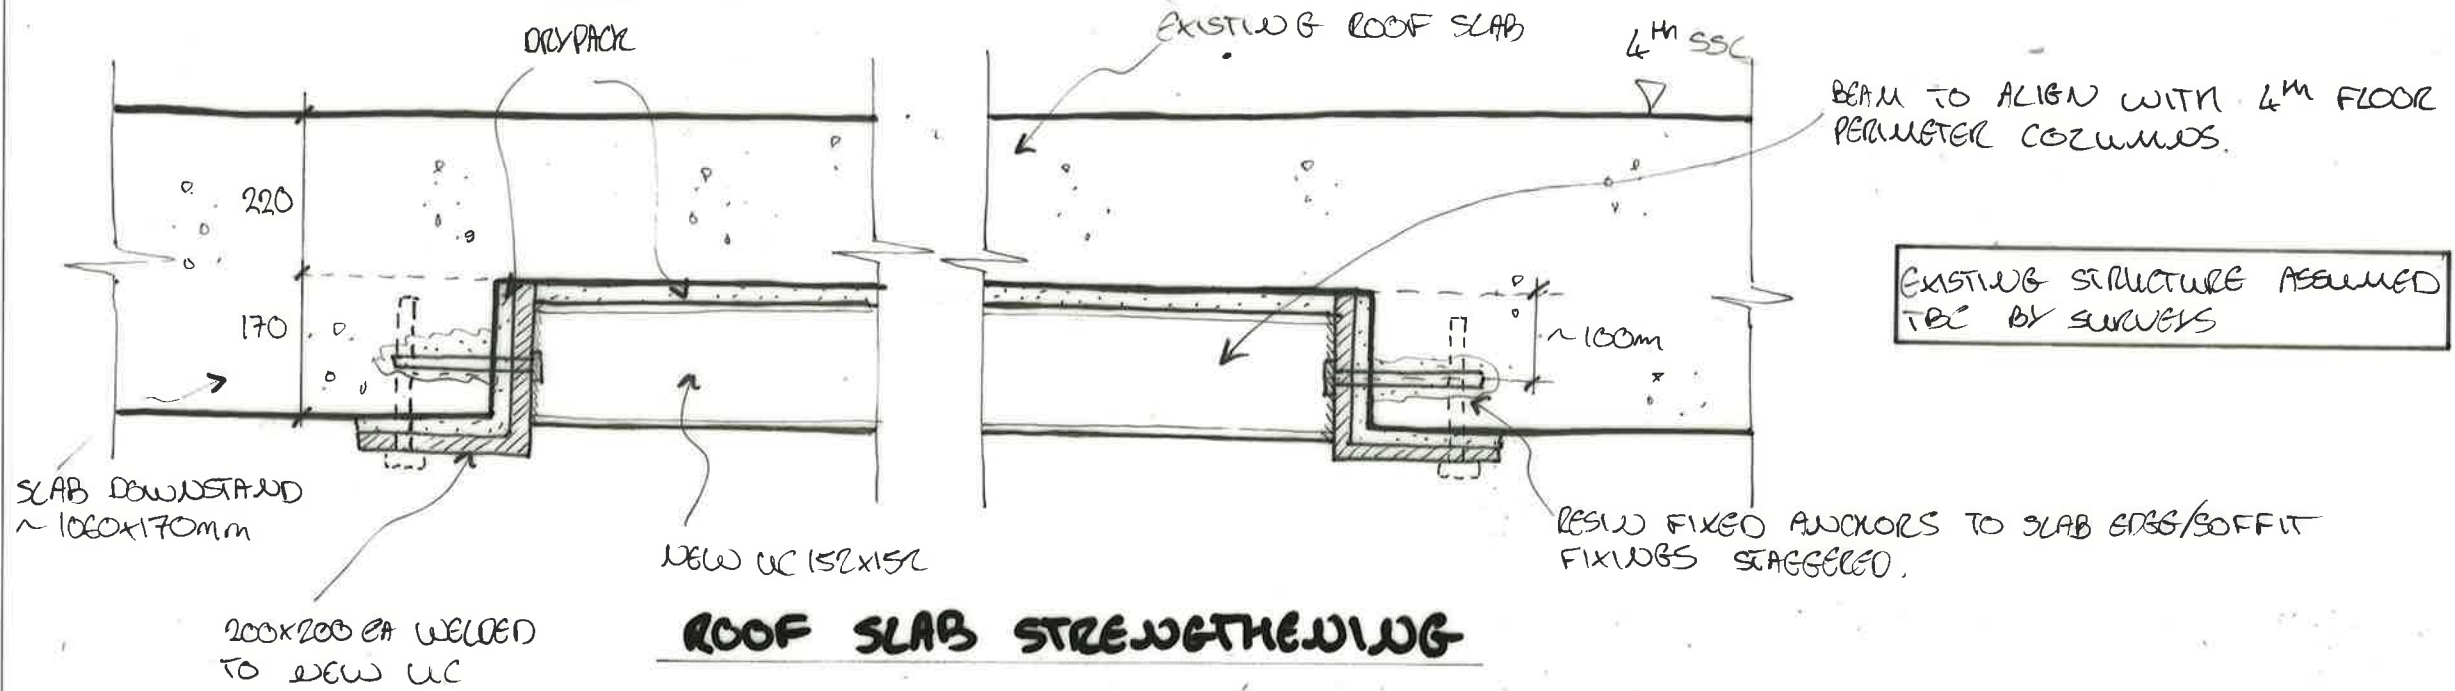 DRYPACK
EXISTING ROOF SLAB
4th SSL
BEAM TO ALIGN WITH 4th FLOOR
PERIMETER COLUMNS.
220
170
EXISTING STRUCTURE ASSUMED
TBC BY SURVEYS
~100m
SLAB DOWNSTAND
~1060x170mm
NEW UC 152x152
RESIN FIXED ANCHORS TO SLAB EDGE/SOFFIT
FIXINGS STAGGERED.
200x200 EA WELDED
TO NEW UC
ROOF SLAB STRENGTHENING